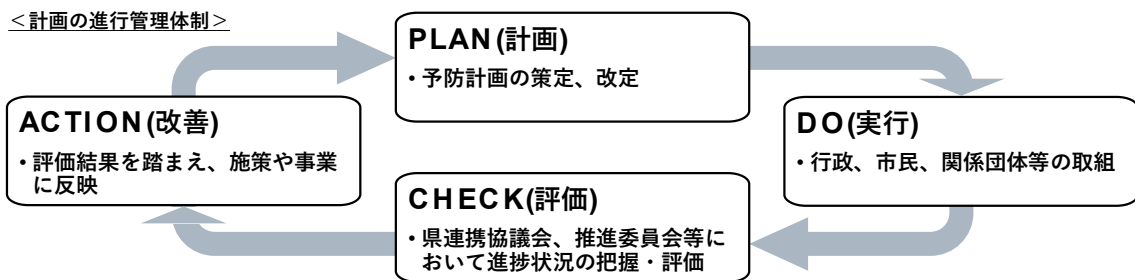 ＜計画の進行管理体制＞
PLAN(計画)
・予防計画の策定、改定
DO(実行)
・行政、市民、関係団体等の取組
CHECK(評価)
・県連携協議会、推進委員会等に
おいて進捗状況の把握・評価
ACTION(改善)
・評価結果を踏まえ、施策や事業
に反映